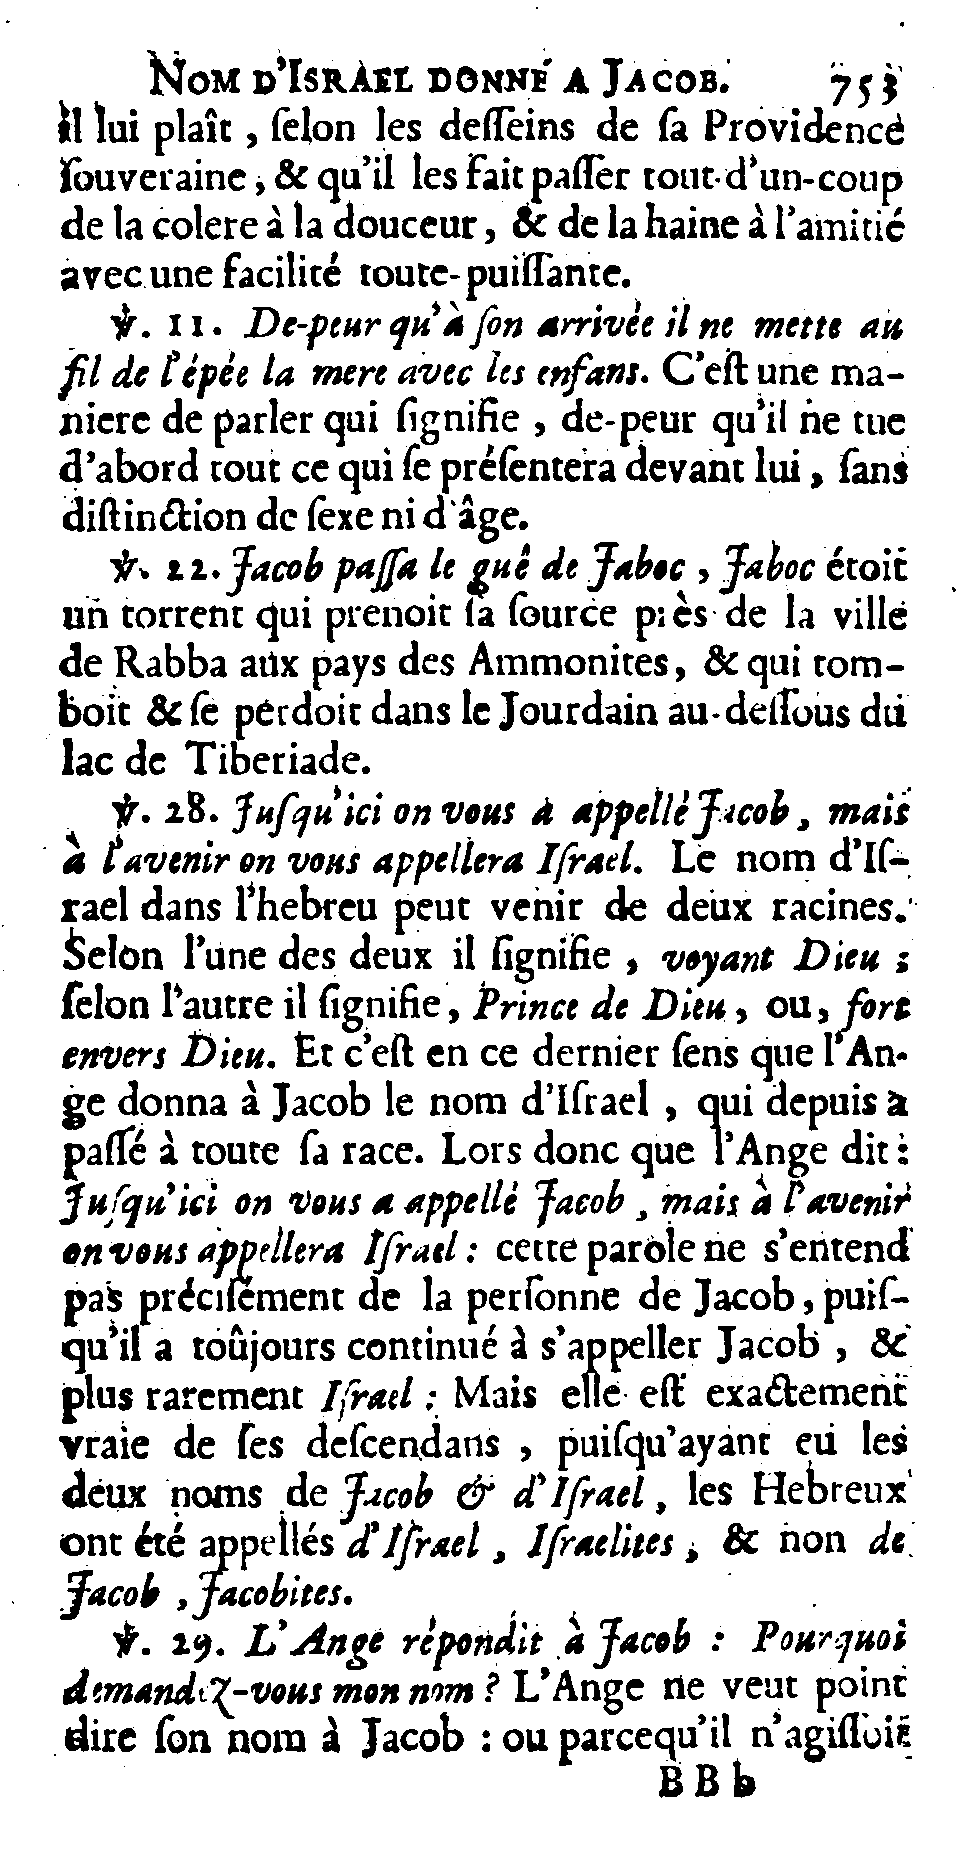 NOM D'ISRAEL DONNÉ A JACOB. 753
il lui plaît, ſelon les deſſeins de ſa Providence
ſouveraine, & qu'il les fait paſſer tout-d'un-coup
de la colere à la douceur, & de la haine à l'amitié
avec une facilité toute-puiſſante.
℣. 11. De-peur qu'à ſon arrivée il ne mette au
fil de l'épée la mere avec les enfans. C'eſt une ma-
niere de parler qui ſignifie, de-peur qu'il ne tue
d'abord tout ce qui ſe préſentera devant lui, ſans
diſtinction de ſexe ni d'âge.
℣. 22. Jacob paſſa le gué de Jaboc, Jaboc étoit
un torrent qui prenoit ſa ſource près de la ville
de Rabba aux pays des Ammonites, & qui tom-
boit & ſe perdoit dans le Jourdain au-deſſous du
lac de Tiberiade.
℣. 28. Juſqu'ici on vous a appellé Jacob, mais
à l'avenir on vous appellera Iſrael. Le nom d'Iſ-
rael dans l'hebreu peut venir de deux racines.
Selon l'une des deux il ſignifie, voyant Dieu ;
ſelon l'autre il ſignifie, Prince de Dieu, ou, fort
envers Dieu. Et c'eſt en ce dernier ſens que l'An-
ge donna à Jacob le nom d'Iſrael, qui depuis a
paſſé à toute ſa race. Lors donc que l'Ange dit :
Juſqu'ici on vous a appellé Jacob, mais à l'avenir
on vous appellera Iſrael : cette parole ne s'entend
pas préciſément de la perſonne de Jacob, puiſ-
qu'il a toûjours continué à s'appeller Jacob, &
plus rarement Iſrael : Mais elle eſt exactement
vraie de ſes deſcendans, puiſqu'ayant eu les
deux noms de Jacob & d'Iſrael, les Hebreux
ont été appellés d'Iſrael, Iſraelites, & non de
Jacob, Jacobites.
℣. 29. L'Ange répondit à Jacob : Pourquoi
demandez-vous mon nom ? L'Ange ne veut point
dire ſon nom à Jacob : ou parcequ'il n'agiſſoit
BBb